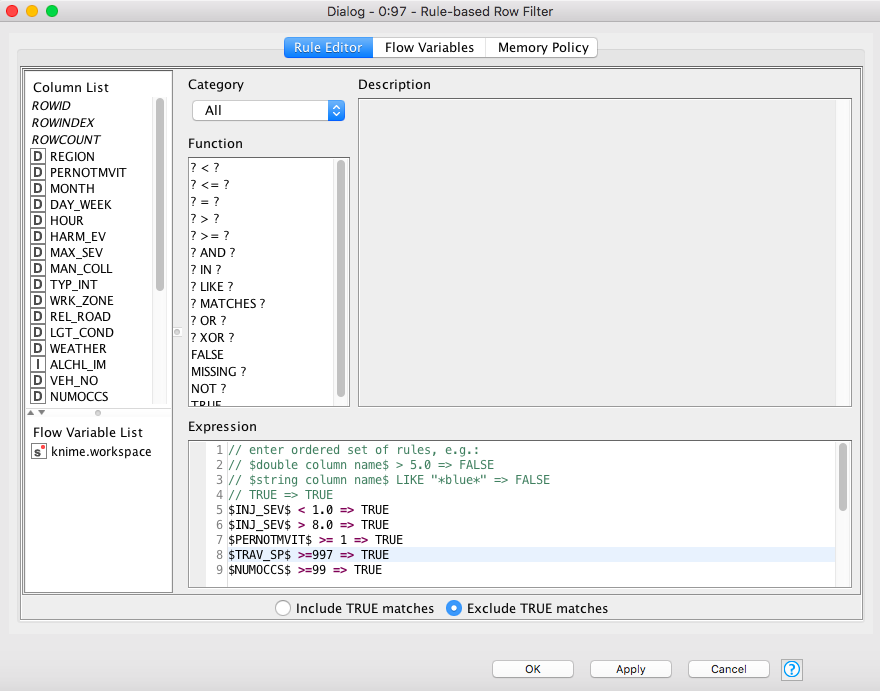 Dialog - 0:97 - Rule-based Row Filter
Rule Editor
Flow Variables
Memory Policy
Column List
ROWID
ROWINDEX
ROWCOUNT
D REGION
D PERNOTMVIT
D MONTH
D DAY_WEEK
D HOUR
D HARM_EV
D MAX_SEV
D MAN_COLL
D TYP_INT
D WRK_ZONE
D REL_ROAD
D LGT_COND
D WEATHER
I ALCHL_IM
D VEH_NO
D NUMOCCS
Flow Variable List
s knime.workspace
Category
All
Function
? < ?
? <= ?
? = ?
? > ?
? >= ?
? AND ?
? IN ?
? LIKE ?
? MATCHES ?
? OR ?
? XOR ?
FALSE
MISSING ?
NOT ?
TRUE
Description
Expression
1 // enter ordered set of rules, e.g.:
2 // $double column name$ > 5.0 => FALSE
3 // $string column name$ LIKE "*blue*" => FALSE
4 // TRUE => TRUE
5 $INJ_SEV$ < 1.0 => TRUE
6 $INJ_SEV$ > 8.0 => TRUE
7 $PERNOTMVIT$ >= 1 => TRUE
8 $TRAV_SP$ >=997 => TRUE
9 $NUMOCCS$ >=99 => TRUE
Include TRUE matches
Exclude TRUE matches
OK
Apply
Cancel
?